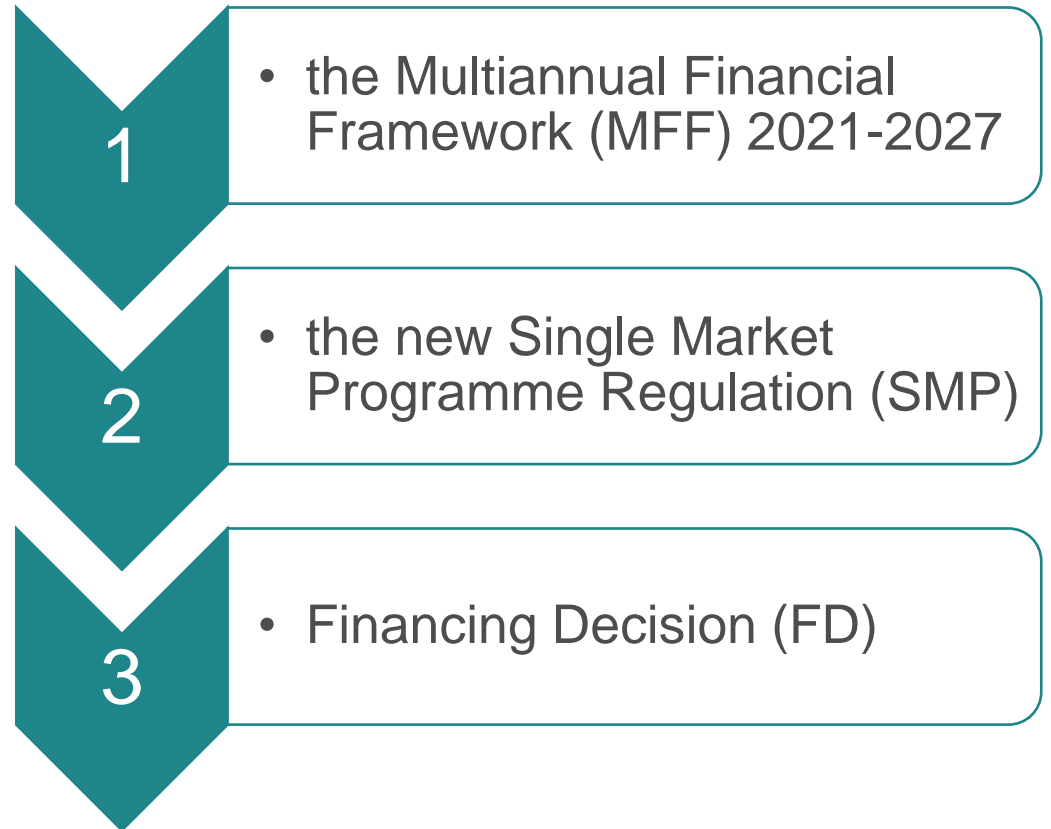 1
• the Multiannual Financial
Framework (MFF) 2021-2027
2
• the new Single Market
Programme Regulation (SMP)
3
• Financing Decision (FD)